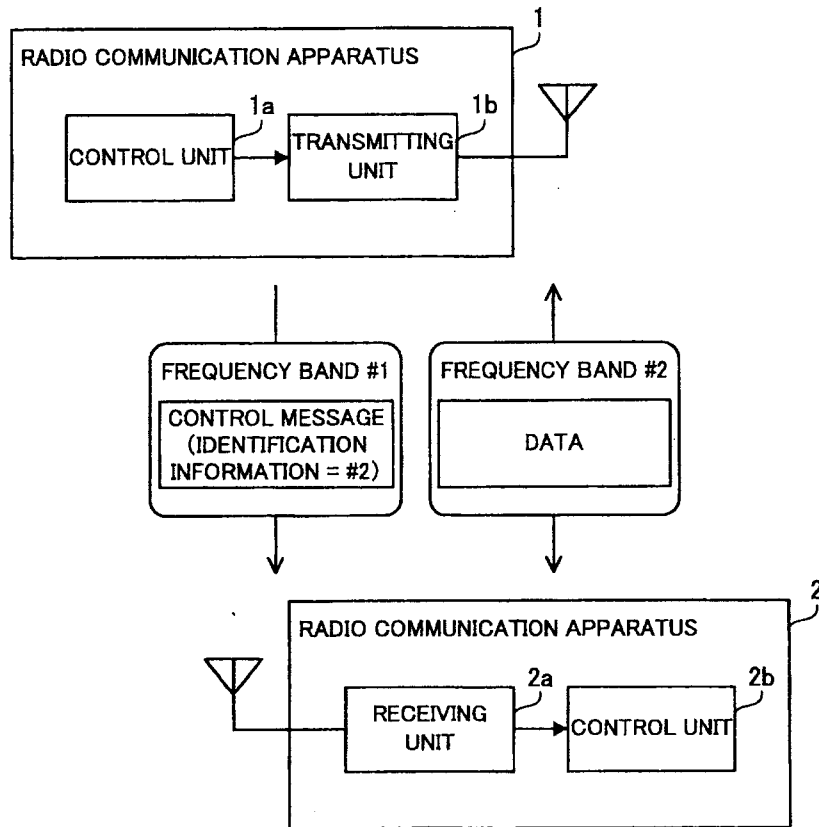 1
RADIO COMMUNICATION APPARATUS
1a
1b
CONTROL UNIT
TRANSMITTING
UNIT
FREQUENCY BAND #1
CONTROL MESSAGE
(IDENTIFICATION
INFORMATION = #2)
FREQUENCY BAND #2
DATA
2
RADIO COMMUNICATION APPARATUS
2a
2b
RECEIVING
UNIT
CONTROL UNIT